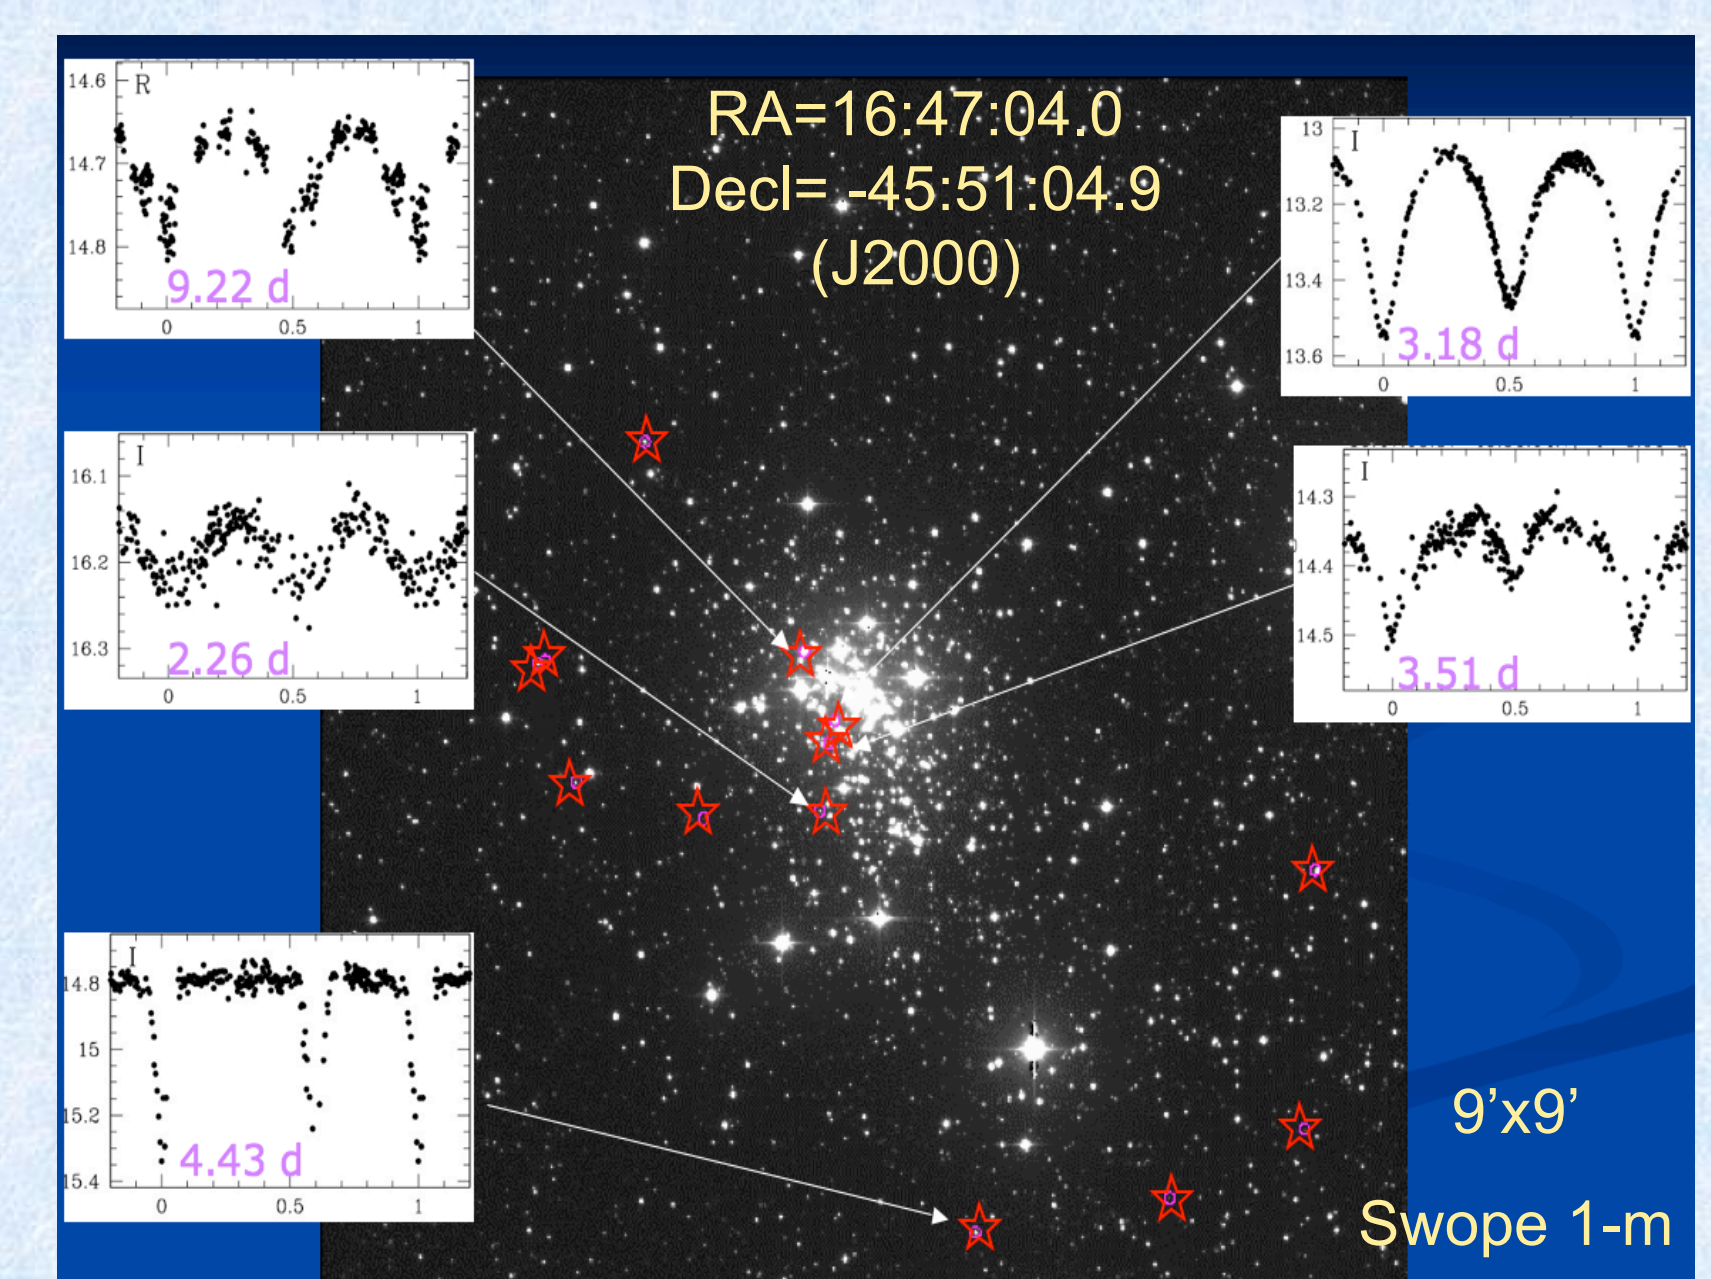 RA=16:47:04.0
Decl= -45:51:04.9
(J2000)
R
14.6
14.7
14.8
9.22 d
0 0.5 1
I
13
13.2
13.4
13.6
3.18 d
0 0.5 1
I
16.1
16.2
16.3
2.26 d
0 0.5 1
I
14.3
14.4
14.5
3.51 d
0 0.5 1
I
14.8
15
15.2
15.4
4.43 d
0 0.5 1
9’x9’
Swope 1-m